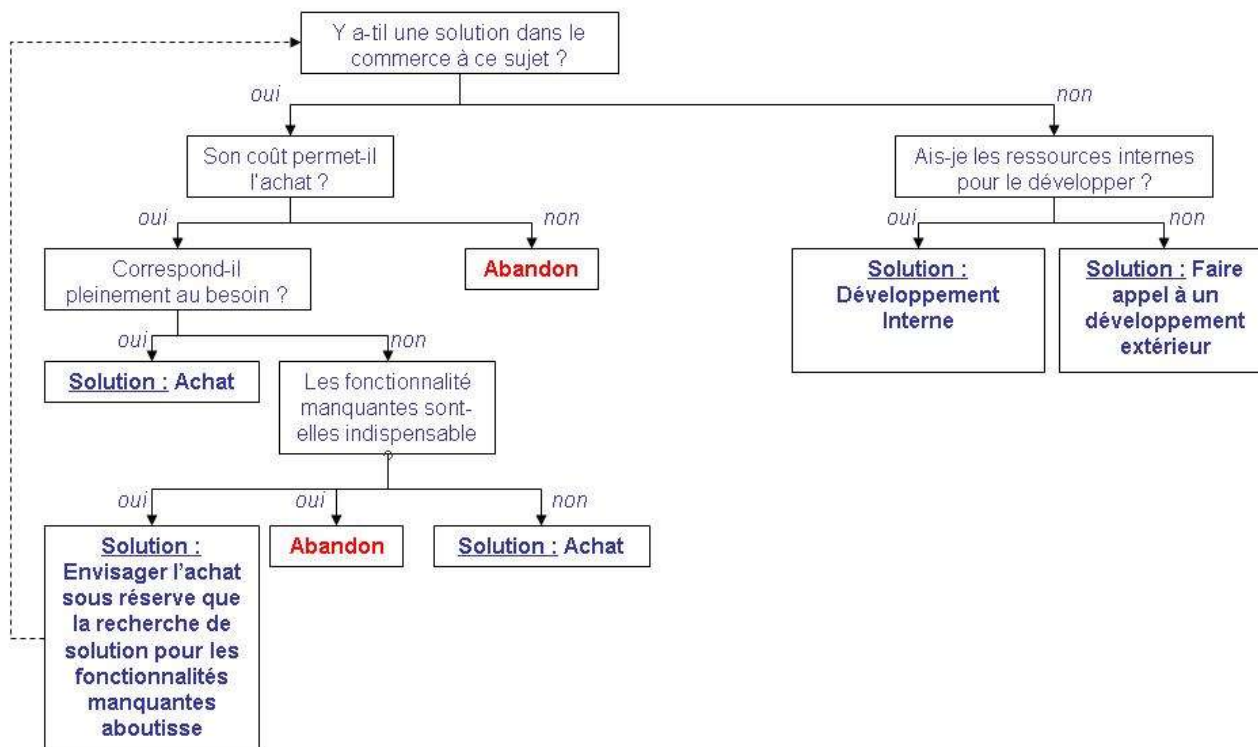 Y a-til une solution dans le
commerce à ce sujet ?
oui
non
Son coût permet-il
l'achat ?
Ais-je les ressources internes
pour le développer ?
oui
non
oui
non
Correspond-il
pleinement au besoin ?
Abandon
Solution :
Développement
Interne
Solution : Faire
appel à un
développement
extérieur
oui
non
Solution : Achat
Les fonctionnalité
manquantes sont-
elles indispensable
oui
oui
non
Solution :
Envisager l'achat
sous réserve que
la recherche de
solution pour les
fonctionnalités
manquantes
aboutisse
Abandon
Solution : Achat